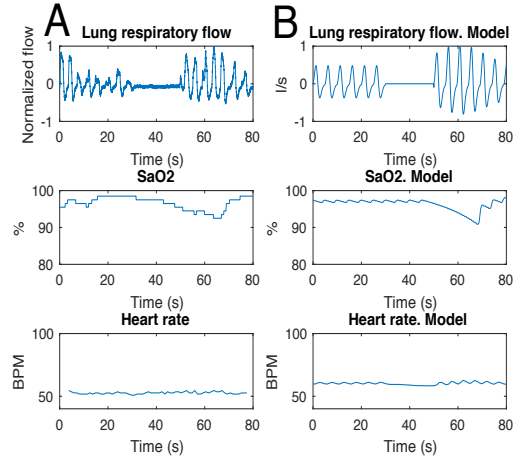 A
Lung respiratory flow
Normalized flow
1
0
-1
0 20 40 60 80
Time (s)
SaO2
%
100
90
80
0 20 40 60 80
Time (s)
Heart rate
BPM
100
50
0 20 40 60 80
Time (s)
B
Lung respiratory flow. Model
l/s
1
0
-1
0 20 40 60 80
Time (s)
SaO2. Model
%
100
90
80
0 20 40 60 80
Time (s)
Heart rate. Model
BPM
100
50
0 20 40 60 80
Time (s)